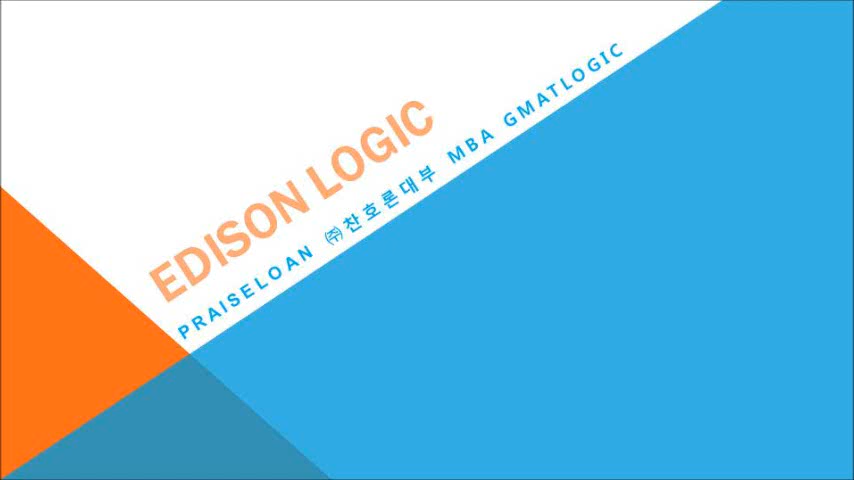 EDISON LOGIC
PRAISELOAN ㈜찬호론대부 MBA GMATLOGIC